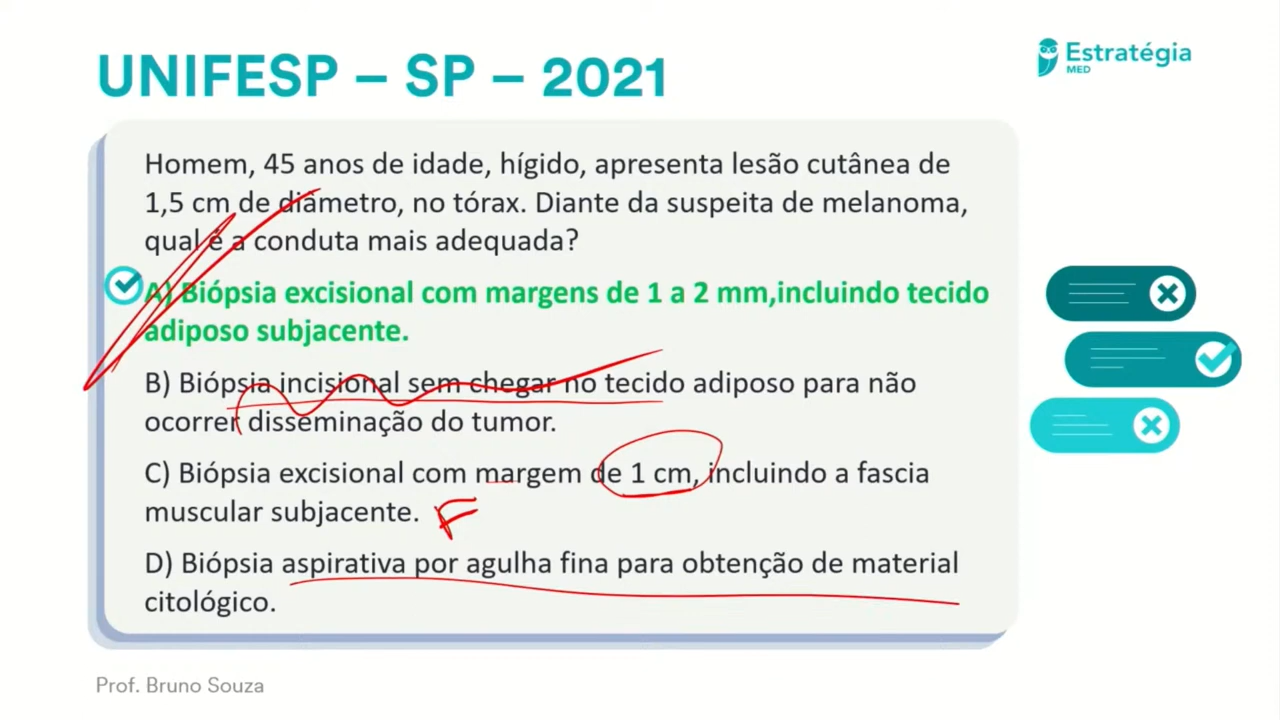 UNIFESP – SP – 2021
Estratégia
MED
Homem, 45 anos de idade, hígido, apresenta lesão cutânea de
1,5 cm de diâmetro, no tórax. Diante da suspeita de melanoma,
qual é a conduta mais adequada?
A) Biópsia excisional com margens de 1 a 2 mm,incluindo tecido
adiposo subjacente.
B) Biópsia incisional sem chegar no tecido adiposo para não
ocorrer disseminação do tumor.
C) Biópsia excisional com margem de 1 cm, incluindo a fascia
muscular subjacente. F
D) Biópsia aspirativa por agulha fina para obtenção de material
citológico.
Prof. Bruno Souza